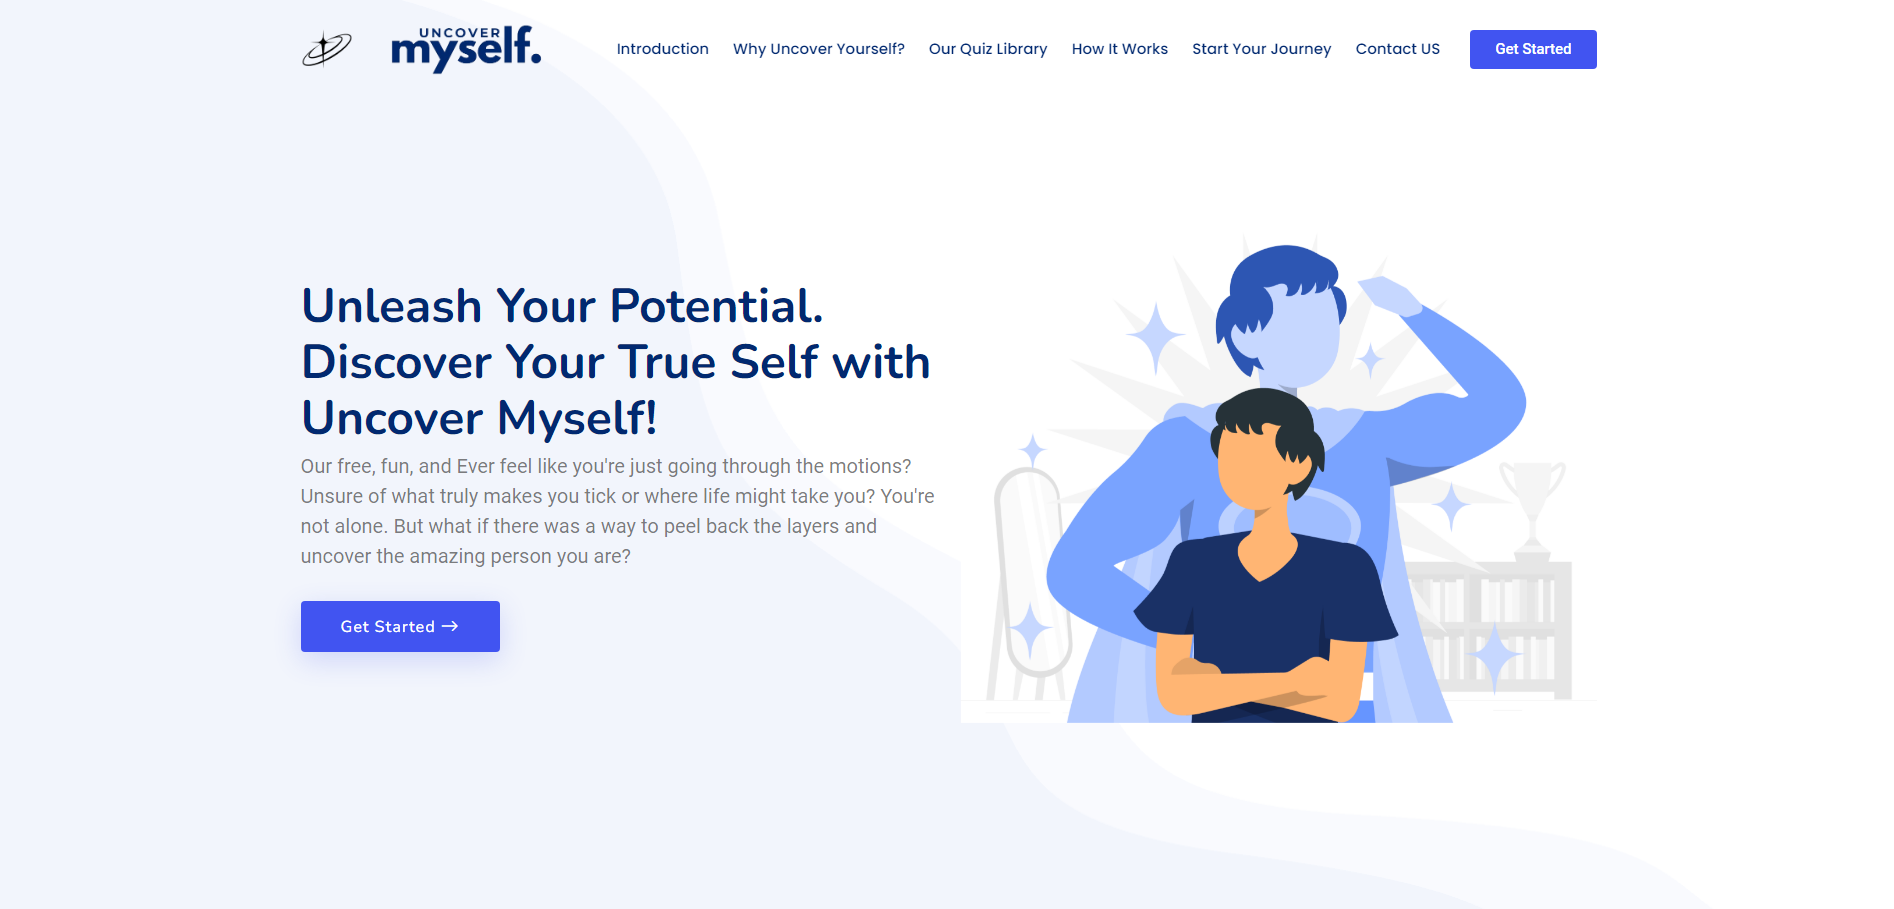 UNCOVER
myself.
Introduction Why Uncover Yourself? Our Quiz Library How It Works Start Your Journey Contact US Get Started
Unleash Your Potential.
Discover Your True Self with
Uncover Myself!
Our free, fun, and Ever feel like you're just going through the motions?
Unsure of what truly makes you tick or where life might take you? You're
not alone. But what if there was a way to peel back the layers and
uncover the amazing person you are?
Get Started →